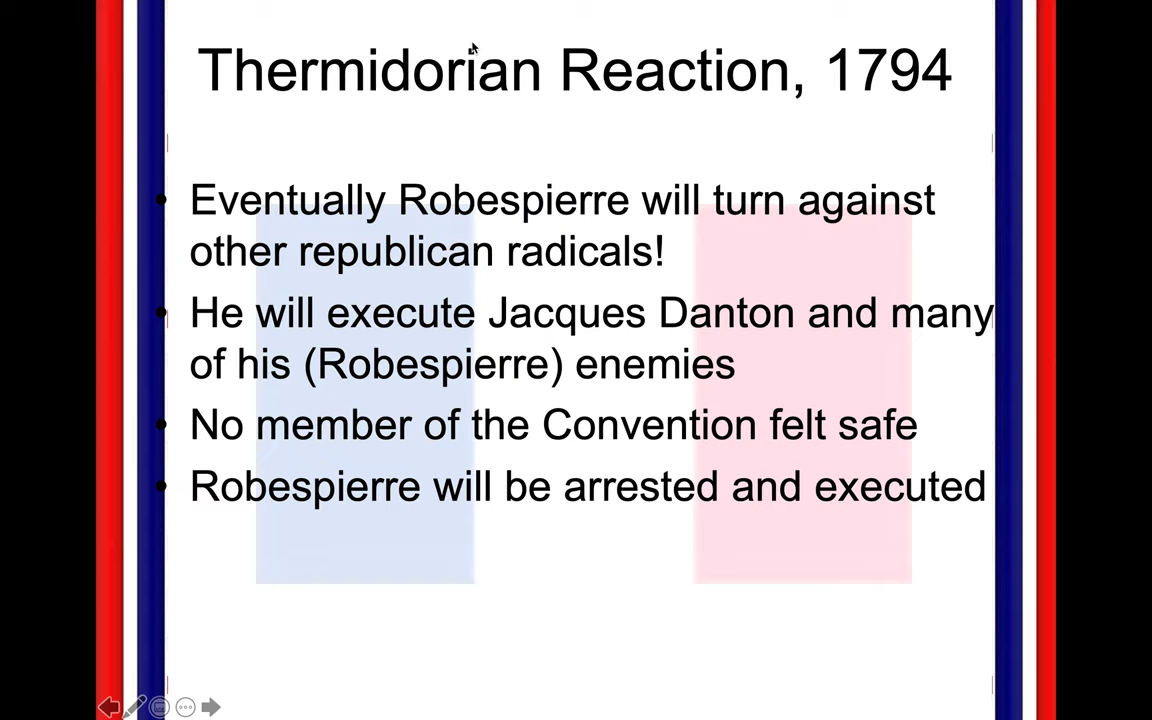 Thermidorian Reaction, 1794
• Eventually Robespierre will turn against
other republican radicals!
• He will execute Jacques Danton and many
of his (Robespierre) enemies
• No member of the Convention felt safe
• Robespierre will be arrested and executed